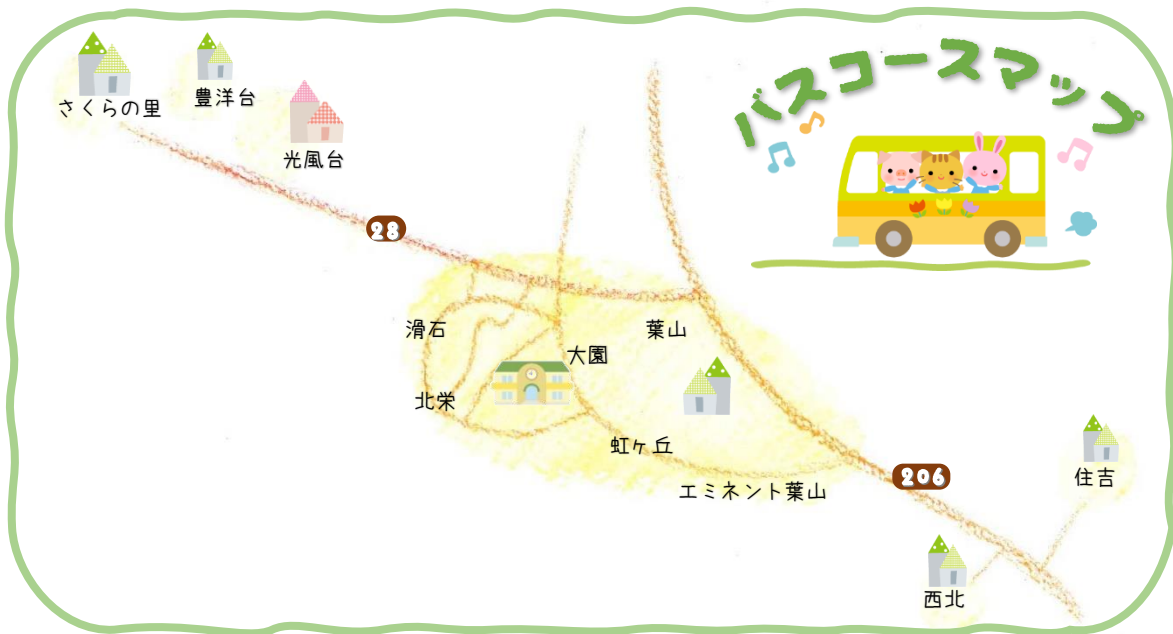 バスコースマップ
さくらの里
豊洋台
光風台
28
滑石
葉山
大園
北栄
虹ヶ丘
エミネント葉山
206
住吉
西北